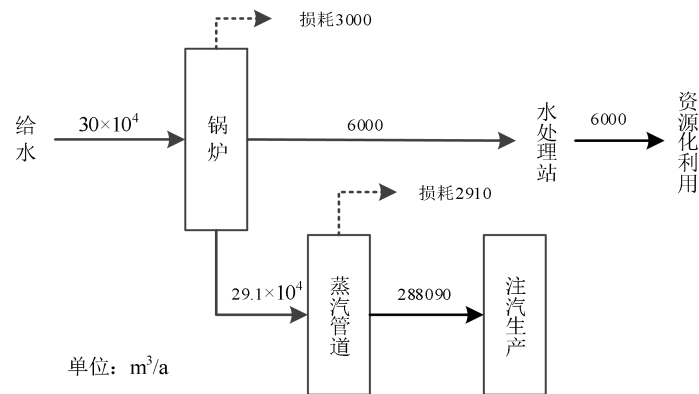 损耗3000
给水
30×10⁴
锅炉
6000
水处理站
6000
资源化利用
损耗2910
29.1×10⁴
蒸汽管道
288090
注汽生产
单位：m³/a